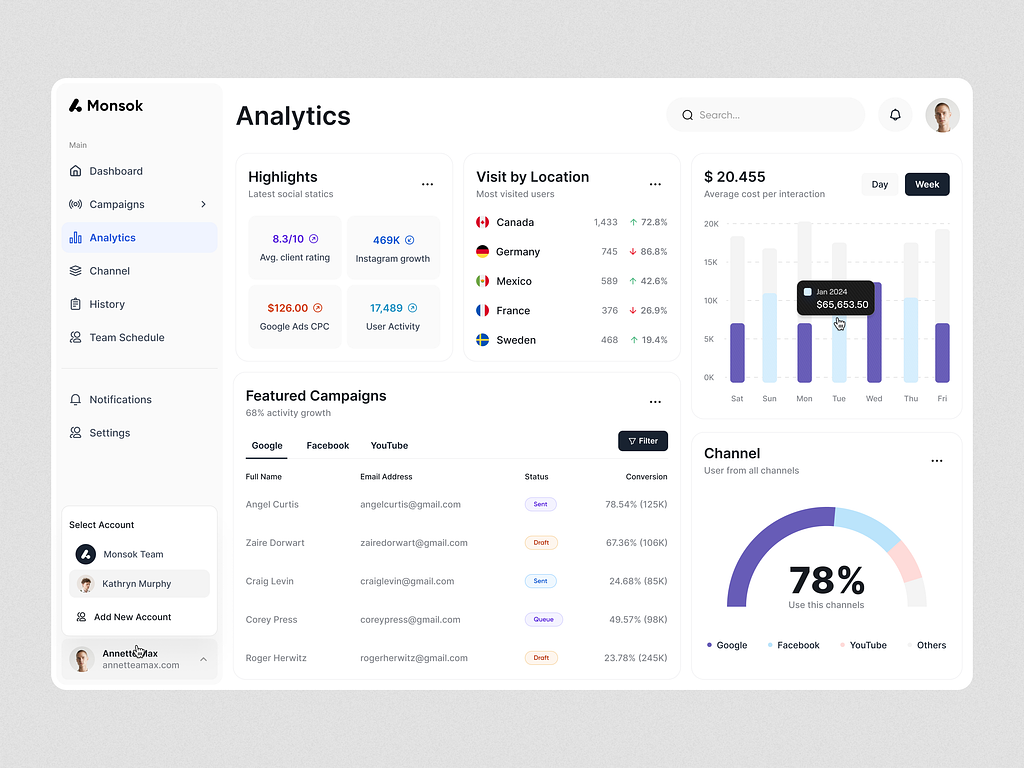 Monsok
Main
Dashboard
Campaigns
Analytics
Channel
History
Team Schedule
Notifications
Settings
Select Account
Monsok Team
Kathryn Murphy
Add New Account
annetteamax.com
Analytics
Search...
Highlights
Latest social statics
8.3/10
Avg. client rating
469K
Instagram growth
$126.00
Google Ads CPC
17,489
User Activity
Visit by Location
Most visited users
Canada 1,433 72.8%
Germany 745 86.8%
Mexico 589 42.6%
France 376 26.9%
Sweden 468 19.4%
$ 20.455
Average cost per interaction
Day Week
20K
15K
10K
5K
0K
Jan 2024
$65,653.50
Sat Sun Mon Tue Wed Thu Fri
Featured Campaigns
68% activity growth
Google Facebook YouTube
Filter
Full Name Email Address Status Conversion
Angel Curtis angelcurtis@gmail.com Sent 78.54% (125K)
Zaire Dorwart zairedorwart@gmail.com Draft 67.36% (106K)
Craig Levin craiglevin@gmail.com Sent 24.68% (85K)
Corey Press coreypress@gmail.com Queue 49.57% (98K)
Roger Herwitz rogerherwitz@gmail.com Draft 23.78% (245K)
Channel
User from all channels
78%
Use this channels
Google Facebook YouTube Others